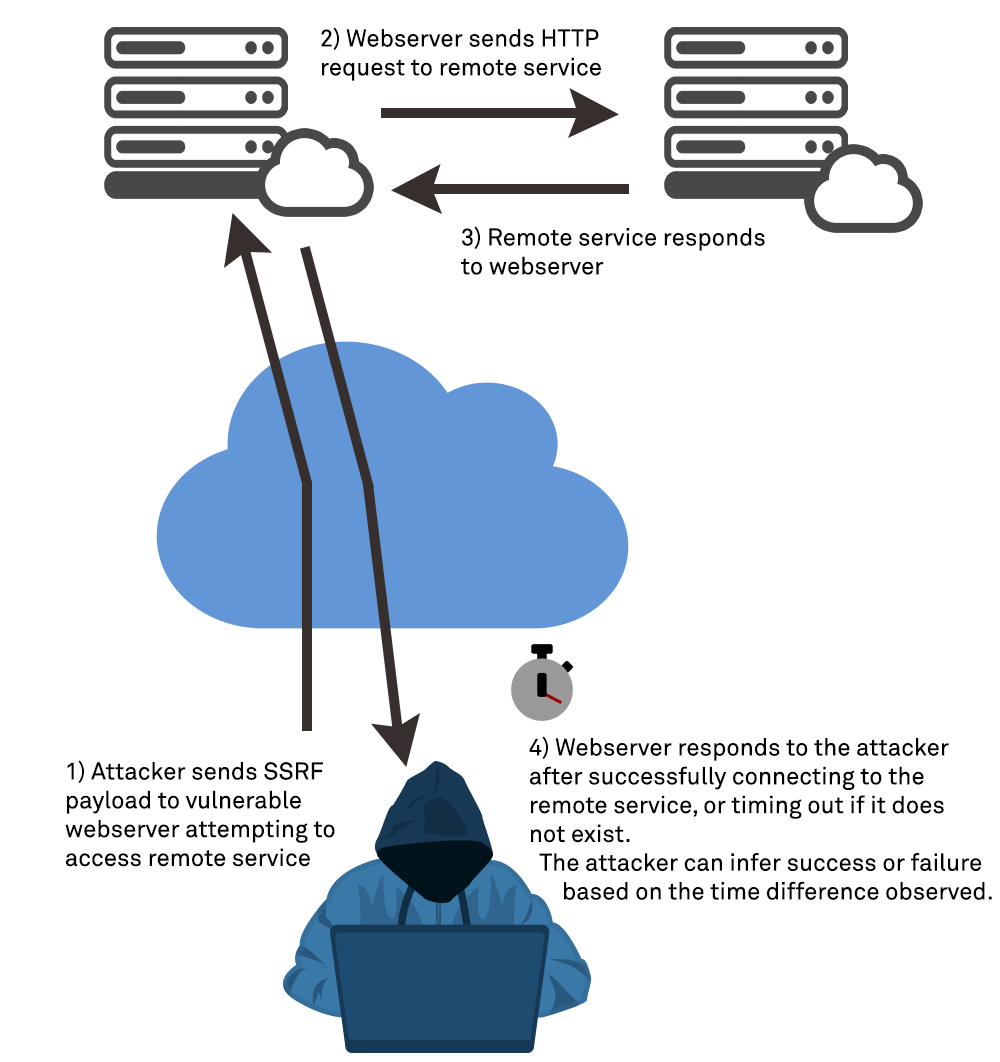 2) Webserver sends HTTP
request to remote service
3) Remote service responds
to webserver
1) Attacker sends SSRF
payload to vulnerable
webserver attempting to
access remote service
4) Webserver responds to the attacker
after successfully connecting to the
remote service, or timing out if it does
not exist.
The attacker can infer success or failure
based on the time difference observed.